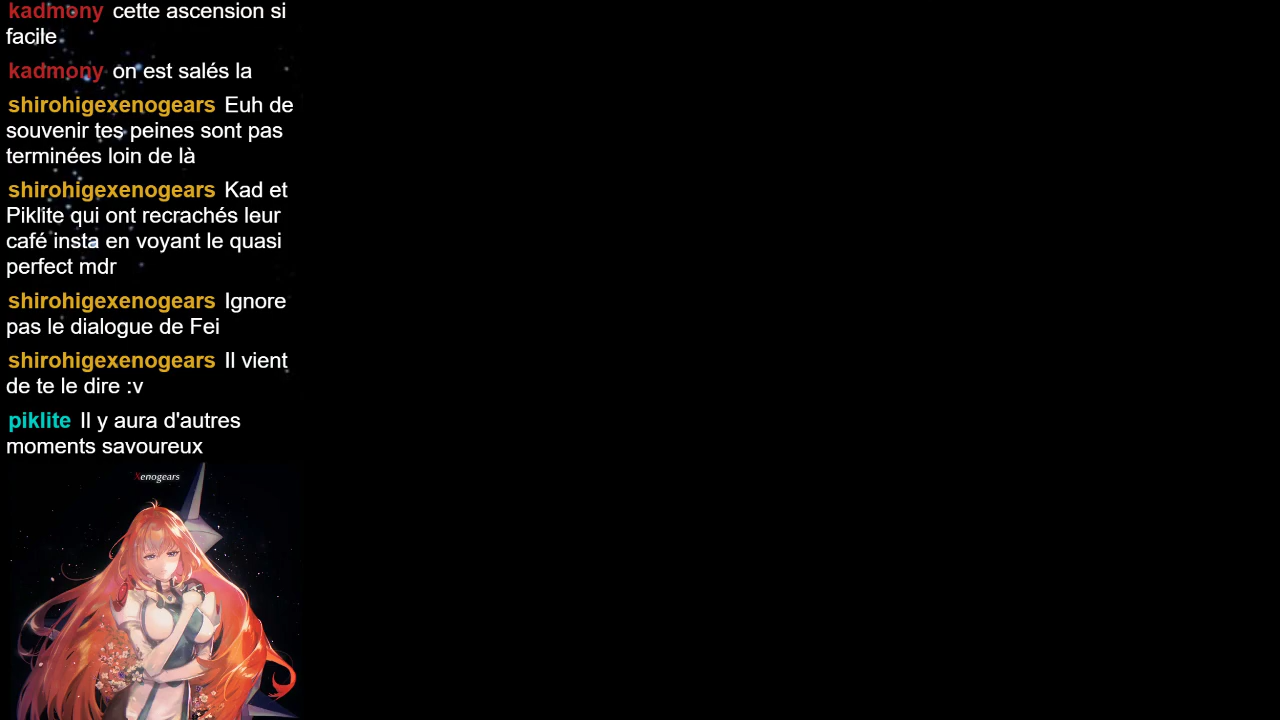 kadmony cette ascension si
facile
kadmony on est salés la
shirohigexenogears Euh de
souvenir tes peines sont pas
terminées loin de là
shirohigexenogears Kad et
Piklite qui ont recrachés leur
café insta en voyant le quasi
perfect mdr
shirohigexenogears Ignore
pas le dialogue de Fei
shirohigexenogears Il vient
de te le dire :v
piklite Il y aura d'autres
moments savoureux
Xenogears